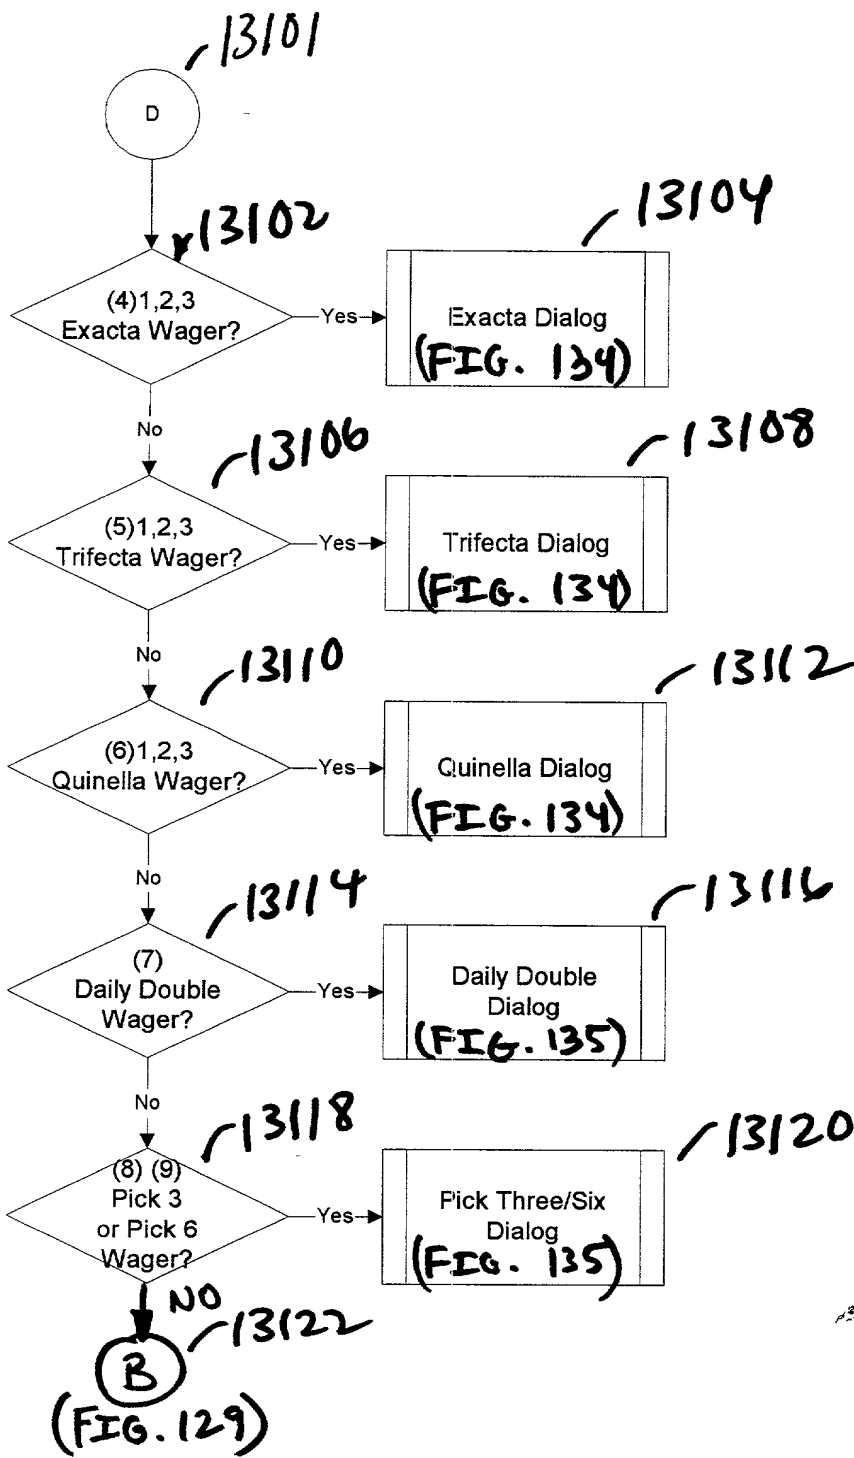 13101
D
13102
13104
(4)1,2,3
Exacta Wager?
Yes
Exacta Dialog
(FIG. 134)
No
13106
13108
(5)1,2,3
Trifecta Wager?
Yes
Trifecta Dialog
(FIG. 134)
No
13110
13112
(6)1,2,3
Quinella Wager?
Yes
Quinella Dialog
(FIG. 134)
No
13114
13116
(7)
Daily Double
Wager?
Yes
Daily Double
Dialog
(FIG. 135)
No
13118
13120
(8) (9)
Pick 3
or Pick 6
Wager?
Yes
Pick Three/Six
Dialog
(FIG. 135)
NO
13122
B
(FIG. 129)